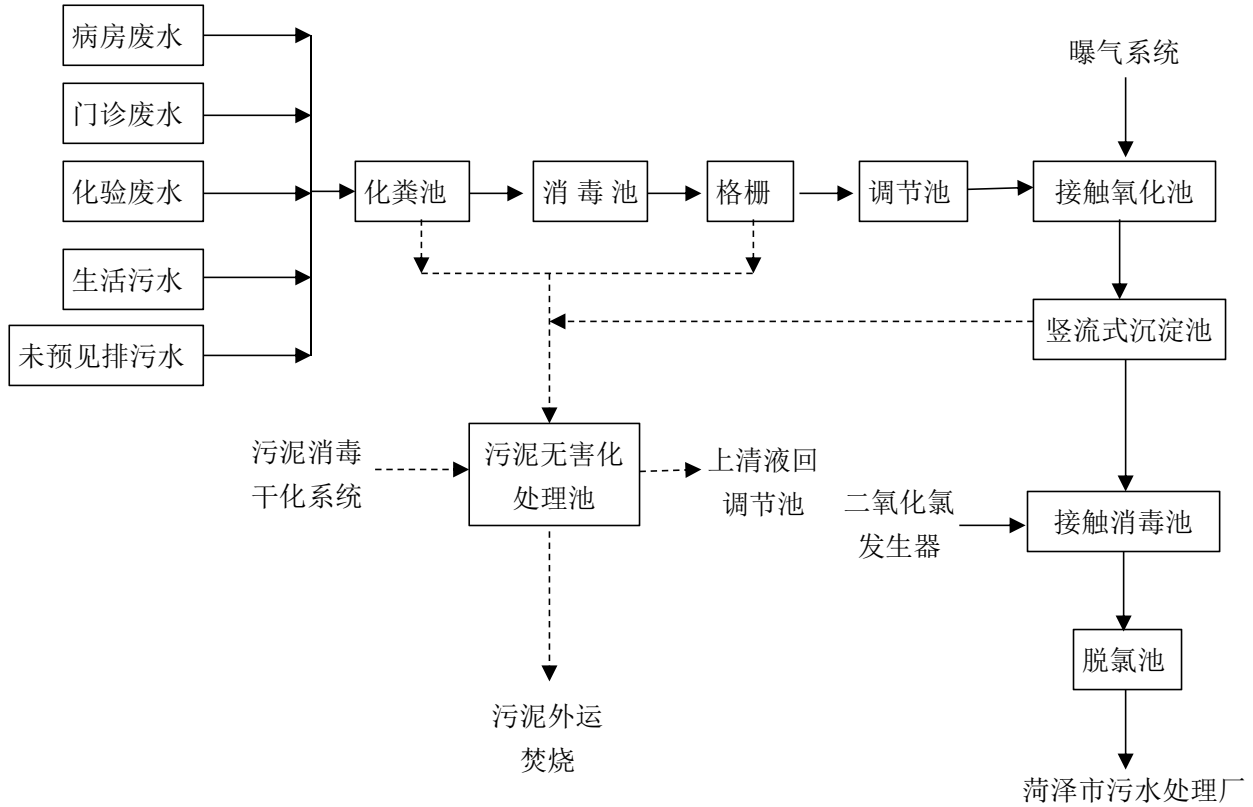 病房废水
曝气系统
门诊废水
化验废水
化粪池
消 毒 池
格栅
调节池
接触氧化池
生活污水
竖流式沉淀池
未预见排污水
污泥消毒
干化系统
污泥无害化
处理池
上清液回
调节池
二氧化氯
发生器
接触消毒池
脱氯池
污泥外运
焚烧
菏泽市污水处理厂